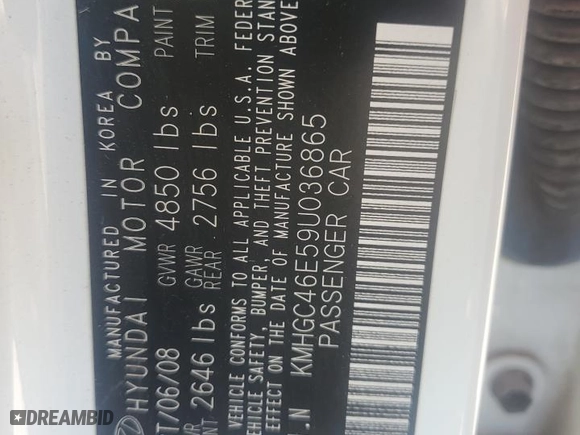 MANUFACTURED IN KOREA BY
HYUNDAI MOTOR COMPA
T/06/08 GVWR 4850 lbs PAINT
2646 lbs GAWR REAR 2756 lbs TRIM
VEHICLE CONFORMS TO ALL APPLICABLE U.S.A. FEDER
EHICLE SAFETY, BUMPER, AND THEFT PREVENTION STAN
EFFECT ON THE DATE OF MANUFACTURE SHOWN ABOVE
I.N KMHGC46E59U036865
PASSENGER CAR
DREAMBID